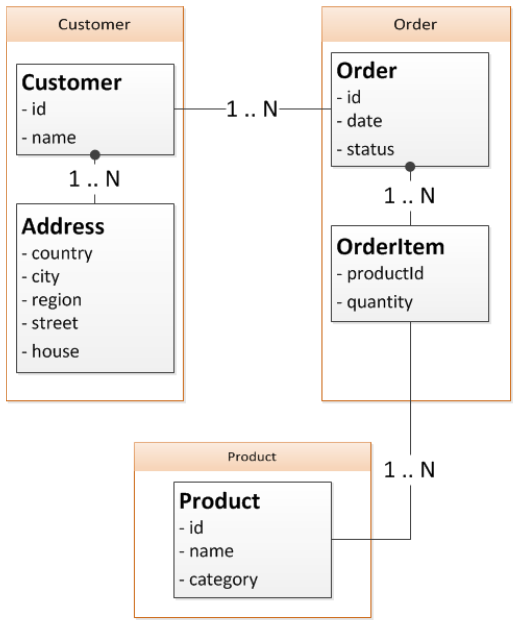 Customer
Customer
- id
- name
1 .. N
Address
- country
- city
- region
- street
- house
1 .. N
Order
Order
- id
- date
- status
1 .. N
OrderItem
- productId
- quantity
1 .. N
Product
Product
- id
- name
- category